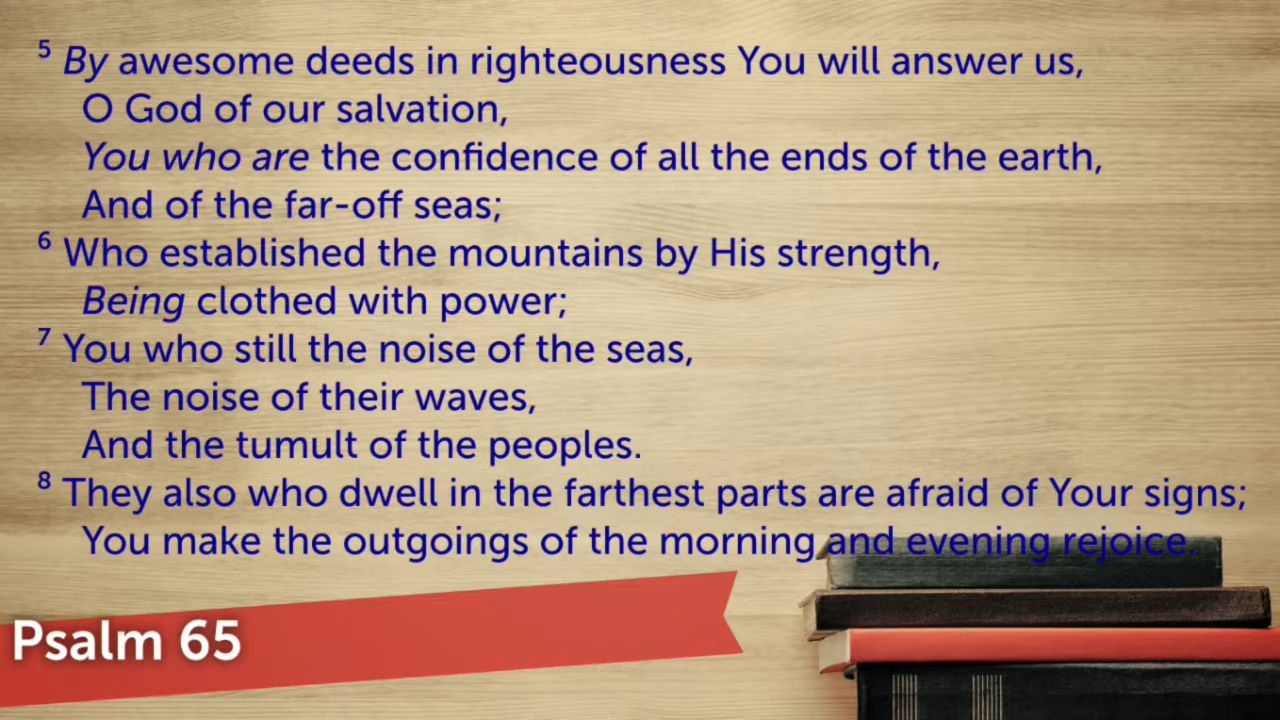 5 By awesome deeds in righteousness You will answer us,
O God of our salvation,
You who are the confidence of all the ends of the earth,
And of the far-off seas;
6 Who established the mountains by His strength,
Being clothed with power;
7 You who still the noise of the seas,
The noise of their waves,
And the tumult of the peoples.
8 They also who dwell in the farthest parts are afraid of Your signs;
You make the outgoings of the morning and evening rejoice.
Psalm 65